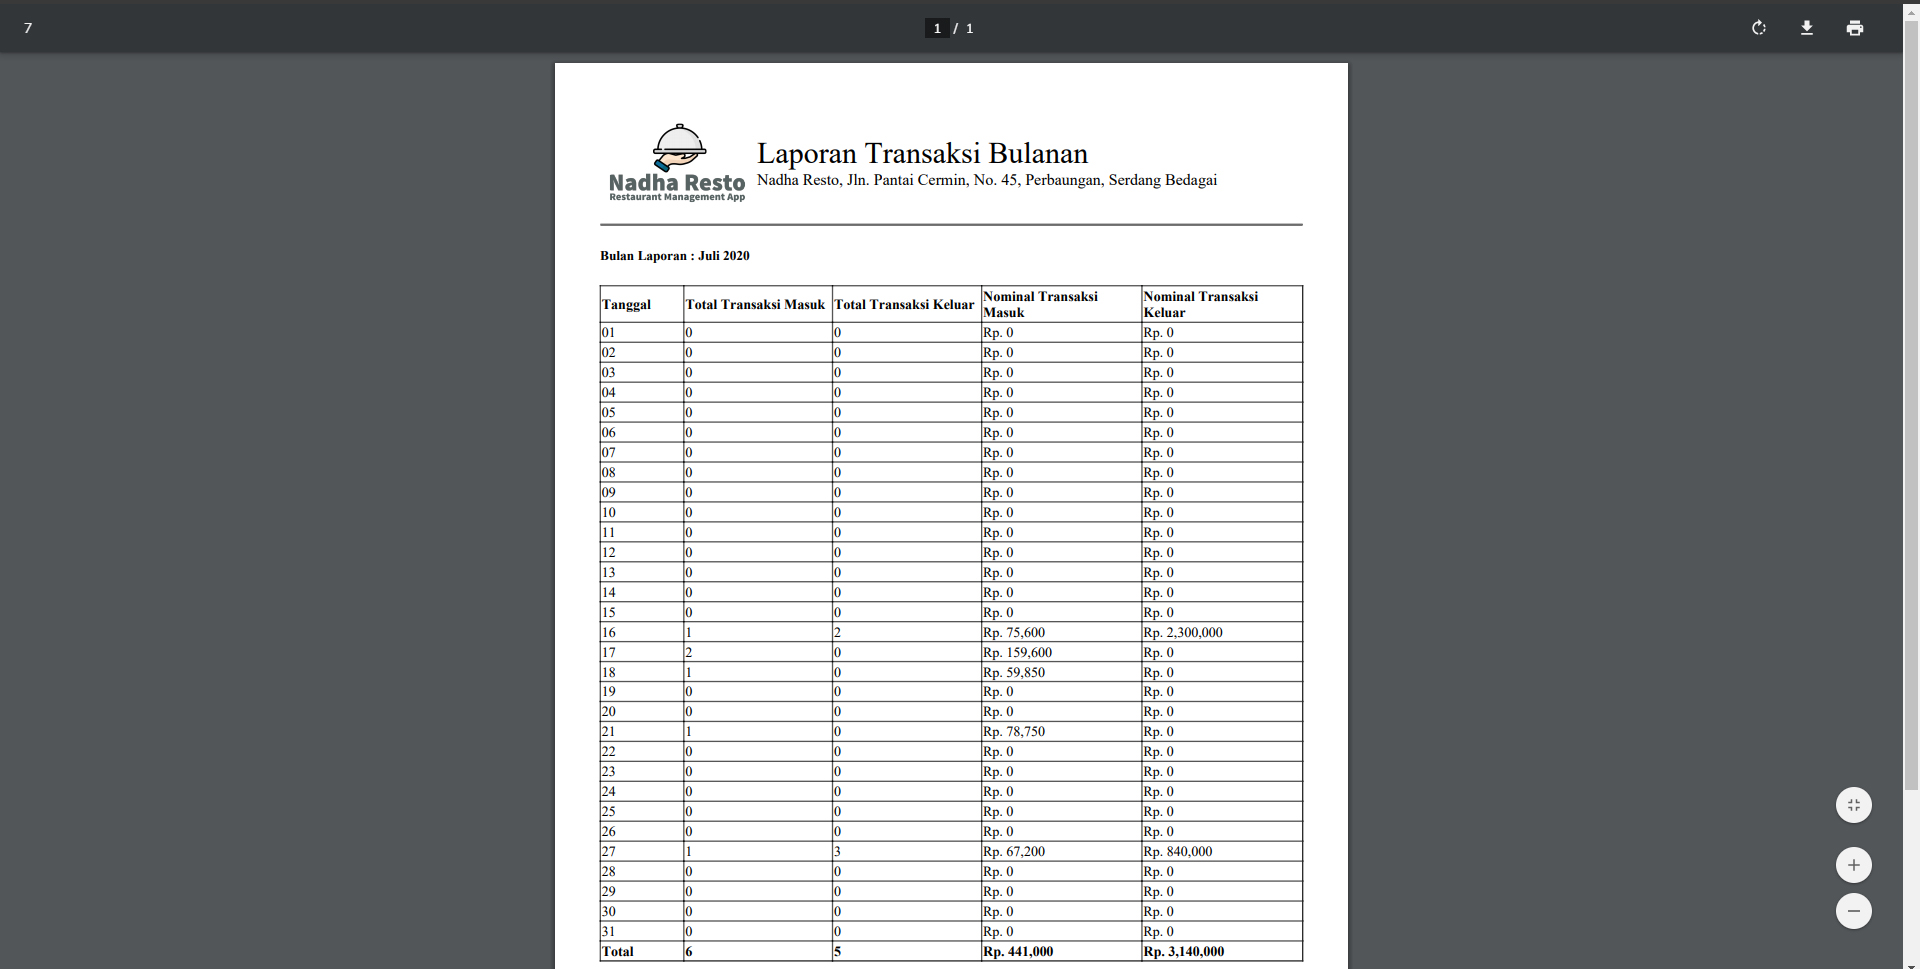 7
1 / 1
Nadha Resto
Restaurant Management App
Laporan Transaksi Bulanan
Nadha Resto, Jln. Pantai Cermin, No. 45, Perbaungan, Serdang Bedagai
Bulan Laporan : Juli 2020
Tanggal Total Transaksi Masuk Total Transaksi Keluar Nominal Transaksi Masuk Nominal Transaksi Keluar
01 0 0 Rp. 0 Rp. 0
02 0 0 Rp. 0 Rp. 0
03 0 0 Rp. 0 Rp. 0
04 0 0 Rp. 0 Rp. 0
05 0 0 Rp. 0 Rp. 0
06 0 0 Rp. 0 Rp. 0
07 0 0 Rp. 0 Rp. 0
08 0 0 Rp. 0 Rp. 0
09 0 0 Rp. 0 Rp. 0
10 0 0 Rp. 0 Rp. 0
11 0 0 Rp. 0 Rp. 0
12 0 0 Rp. 0 Rp. 0
13 0 0 Rp. 0 Rp. 0
14 0 0 Rp. 0 Rp. 0
15 0 0 Rp. 0 Rp. 0
16 1 2 Rp. 75,600 Rp. 2,300,000
17 2 0 Rp. 159,600 Rp. 0
18 1 0 Rp. 59,850 Rp. 0
19 0 0 Rp. 0 Rp. 0
20 0 0 Rp. 0 Rp. 0
21 1 0 Rp. 78,750 Rp. 0
22 0 0 Rp. 0 Rp. 0
23 0 0 Rp. 0 Rp. 0
24 0 0 Rp. 0 Rp. 0
25 0 0 Rp. 0 Rp. 0
26 0 0 Rp. 0 Rp. 0
27 1 3 Rp. 67,200 Rp. 840,000
28 0 0 Rp. 0 Rp. 0
29 0 0 Rp. 0 Rp. 0
30 0 0 Rp. 0 Rp. 0
31 0 0 Rp. 0 Rp. 0
Total 6 5 Rp. 441,000 Rp. 3,140,000